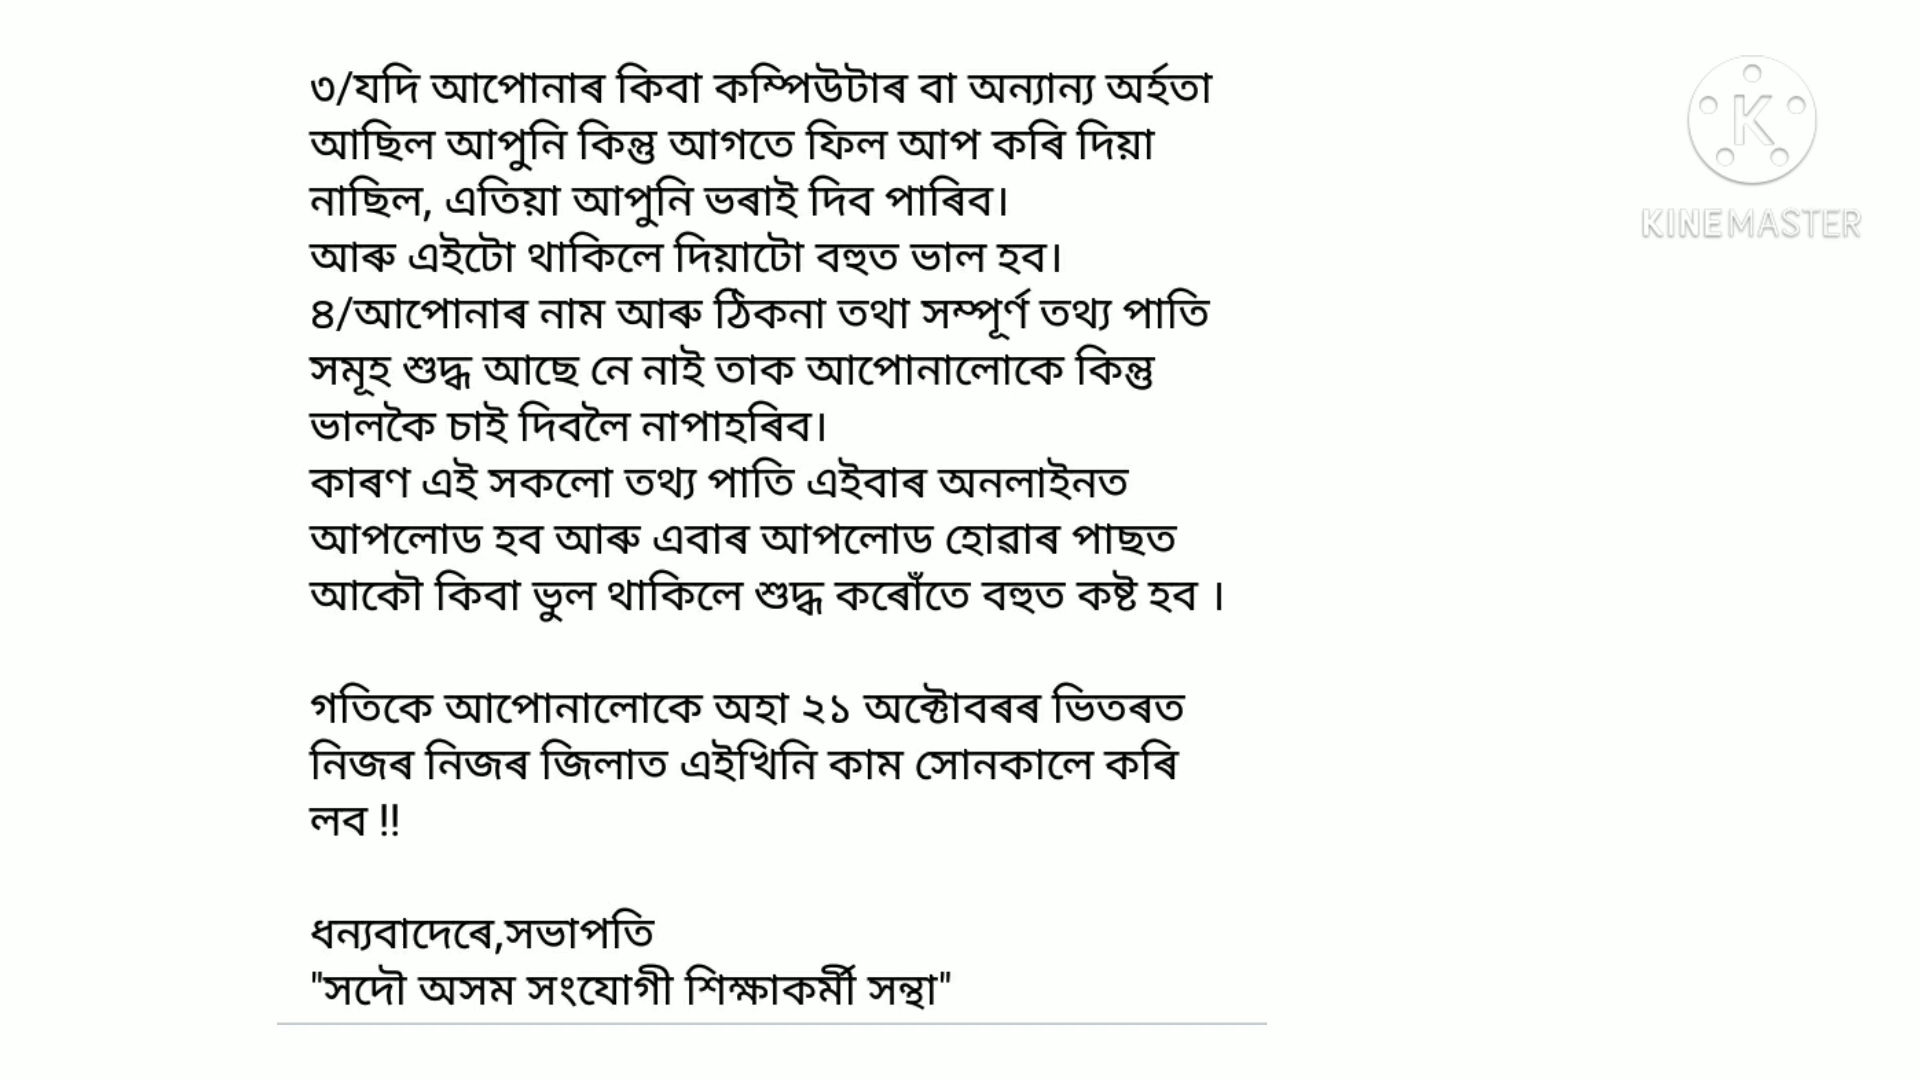 ৩/যদি আপোনাৰ কিবা কম্পিউটাৰ বা অন্যান্য অৰ্হতা
আছিল আপুনি কিন্তু আগতে ফিল আপ কৰি দিয়া
নাছিল, এতিয়া আপুনি ভৰাই দিব পাৰিব।
আৰু এইটো থাকিলে দিয়াটো বহুত ভাল হব।
৪/আপোনাৰ নাম আৰু ঠিকনা তথা সম্পূৰ্ণ তথ্য পাতি
সমূহ শুদ্ধ আছে নে নাই তাক আপোনালোকে কিন্তু
ভালকৈ চাই দিবলৈ নাপাহৰিব।
কাৰণ এই সকলো তথ্য পাতি এইবাৰ অনলাইনত
আপলোড হব আৰু এবাৰ আপলোড হোৱাৰ পাছত
আকৌ কিবা ভুল থাকিলে শুদ্ধ কৰোঁতে বহুত কষ্ট হব ।
গতিকে আপোনালোকে অহা ২১ অক্টোবৰৰ ভিতৰত
নিজৰ নিজৰ জিলাত এইখিনি কাম সোনকালে কৰি
লব !!
ধন্যবাদেৰে,সভাপতি
"সদৌ অসম সংযোগী শিক্ষাকৰ্মী সন্থা"
K
KINEMASTER